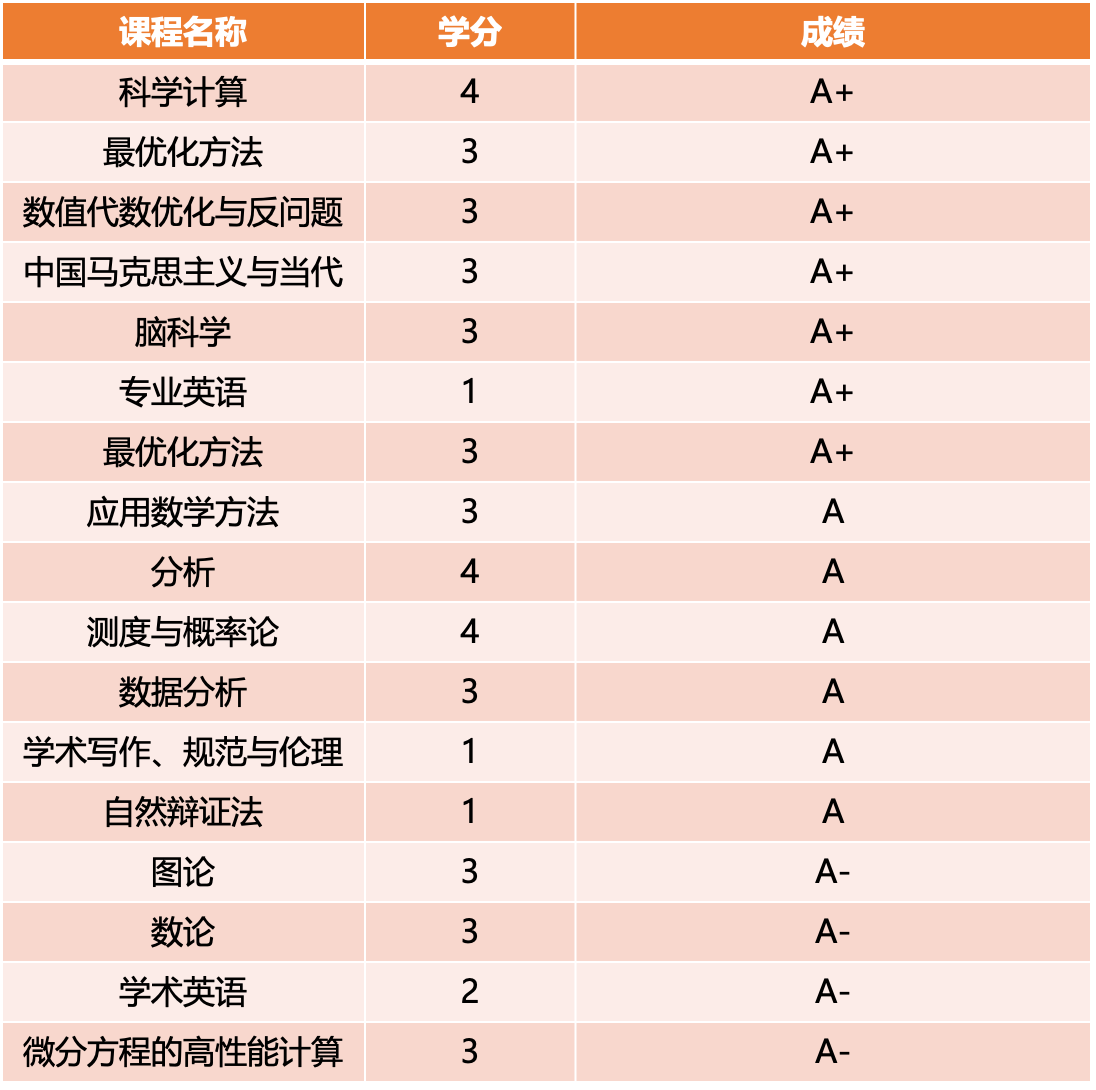 课程名称 学分 成绩
科学计算 4 A+
最优化方法 3 A+
数值代数优化与反问题 3 A+
中国马克思主义与当代 3 A+
脑科学 3 A+
专业英语 1 A+
最优化方法 3 A+
应用数学方法 3 A
分析 4 A
测度与概率论 4 A
数据分析 3 A
学术写作、规范与伦理 1 A
自然辩证法 1 A
图论 3 A-
数论 3 A-
学术英语 2 A-
微分方程的高性能计算 3 A-